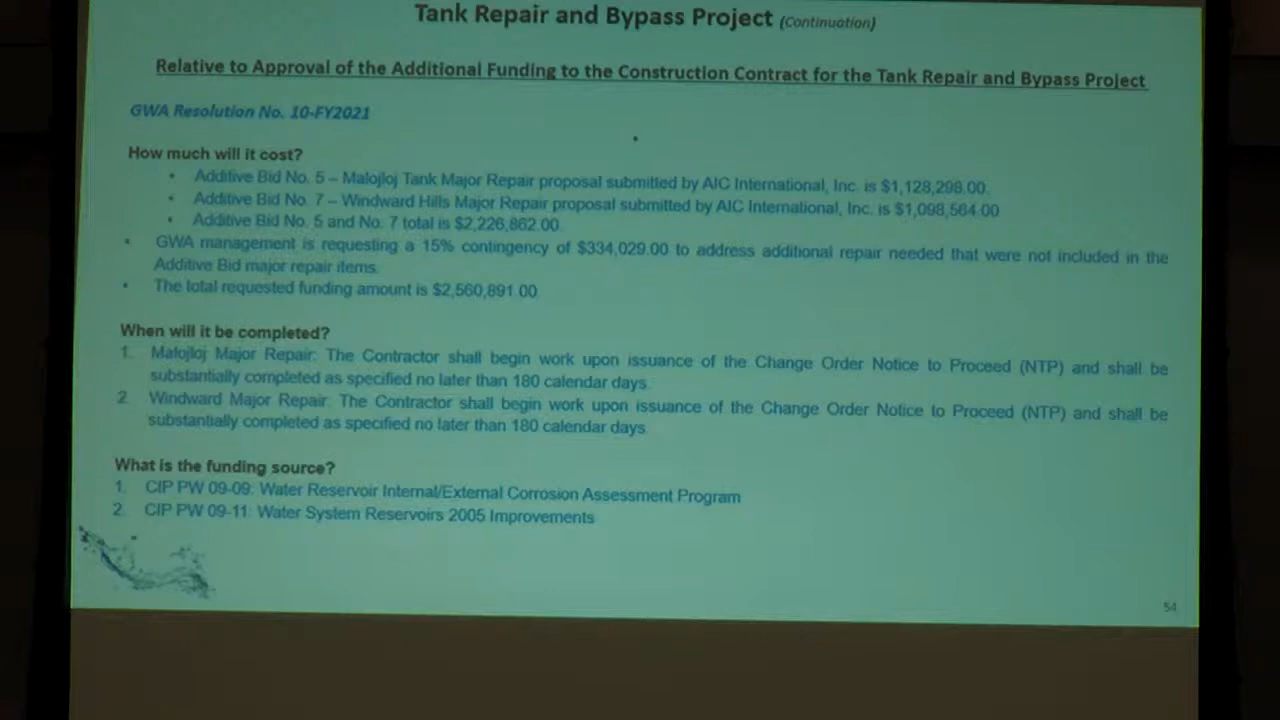 Tank Repair and Bypass Project (Continuation)
Relative to Approval of the Additional Funding to the Construction Contract for the Tank Repair and Bypass Project
GWA Resolution No. 10-FY2021
How much will it cost?
• Additive Bid No. 5 – Malojloj Tank Major Repair proposal submitted by AIC International, Inc. is $1,128,298.00.
• Additive Bid No. 7 – Windward Hills Major Repair proposal submitted by AIC International, Inc. is $1,098,564.00
• Additive Bid No. 5 and No. 7 total is $2,226,862.00.
• GWA management is requesting a 15% contingency of $334,029.00 to address additional repair needed that were not included in the
Additive Bid major repair items.
• The total requested funding amount is $2,560,891.00
When will it be completed?
1. Malojloj Major Repair: The Contractor shall begin work upon issuance of the Change Order Notice to Proceed (NTP) and shall be
substantially completed as specified no later than 180 calendar days.
2. Windward Major Repair: The Contractor shall begin work upon issuance of the Change Order Notice to Proceed (NTP) and shall be
substantially completed as specified no later than 180 calendar days.
What is the funding source?
1. CIP PW 09-09: Water Reservoir Internal/External Corrosion Assessment Program
2. CIP PW 09-11: Water System Reservoirs 2005 Improvements
54